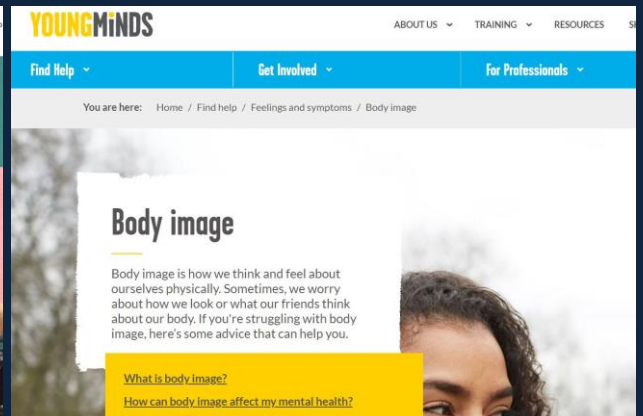 YOUNGMiNDS
ABOUT US TRAINING RESOURCES
Find Help Get Involved For Professionals
You are here: Home / Find help / Feelings and symptoms / Body image
Body image
Body image is how we think and feel about
ourselves physically. Sometimes, we worry
about how we look or what our friends think
about our body. If you're struggling with body
image, here's some advice that can help you.
What is body image?
How can body image affect my mental health?